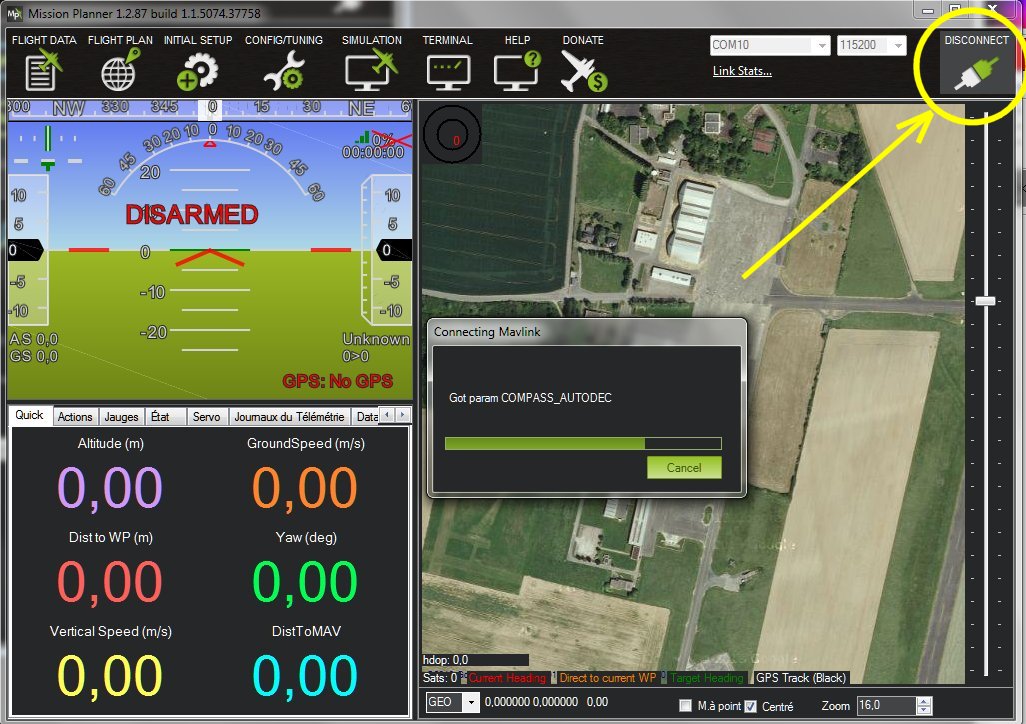 Mission Planner 1.2.87 build 1.1.5074.37758
FLIGHT DATA FLIGHT PLAN INITIAL SETUP CONFIG/TUNING SIMULATION TERMINAL HELP DONATE
COM10 115200 DISCONNECT
Link Stats...
300 NW 330 345 0 15 30 NE 6
60 45 30 20 10 0 10 20 30 45 60
0%
00:00:00
0
20
DISARMED
10 10
5 5
0 0 0
-5 -5
-10 -10 -10
-20
AS 0,0 Unknown
GS 0,0 0>0
GPS: No GPS
Connecting Mavlink
Got param COMPASS_AUTODEC
Cancel
Quick Actions Jauges État Servo Journaux du Télémétrie Data
Altitude (m) GroundSpeed (m/s)
0,00 0,00
Dist to WP (m) Yaw (deg)
0,00 0,00
Vertical Speed (m/s) DistToMAV
0,00 0,00
hdop: 0,0
Sats: 0 Current Heading Direct to current WP Target Heading GPS Track (Black)
GEO 0,000000 0,000000 0,00 M.à point Centré Zoom 16,0